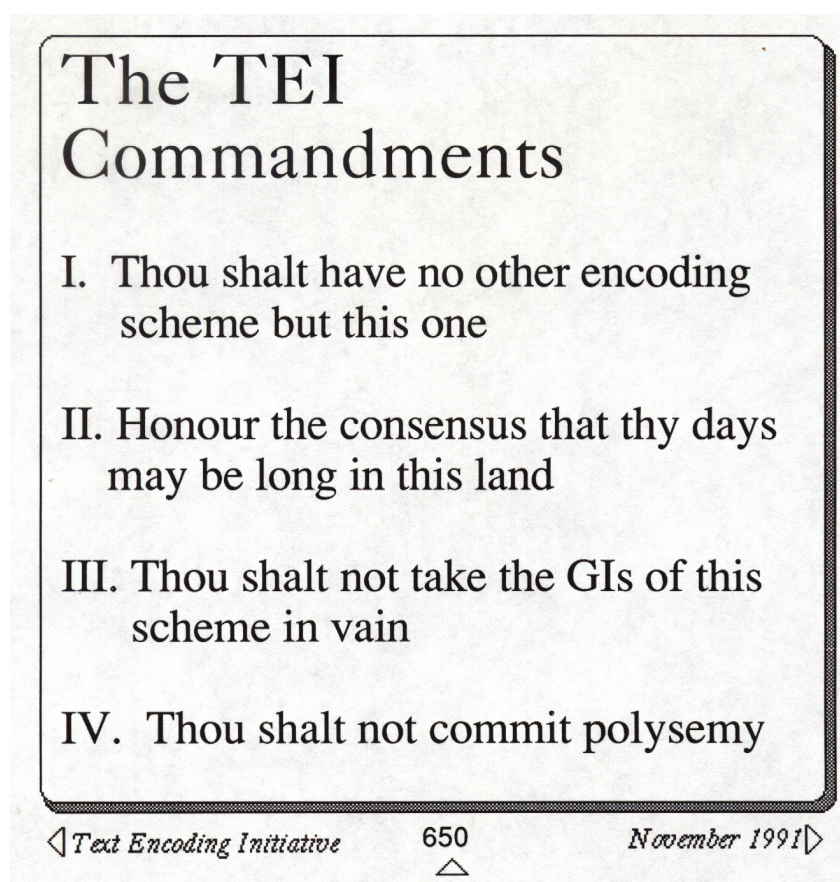 The TEI
Commandments
I. Thou shalt have no other encoding
scheme but this one
II. Honour the consensus that thy days
may be long in this land
III. Thou shalt not take the GIs of this
scheme in vain
IV. Thou shalt not commit polysemy
Text Encoding Initiative 650 November 1991